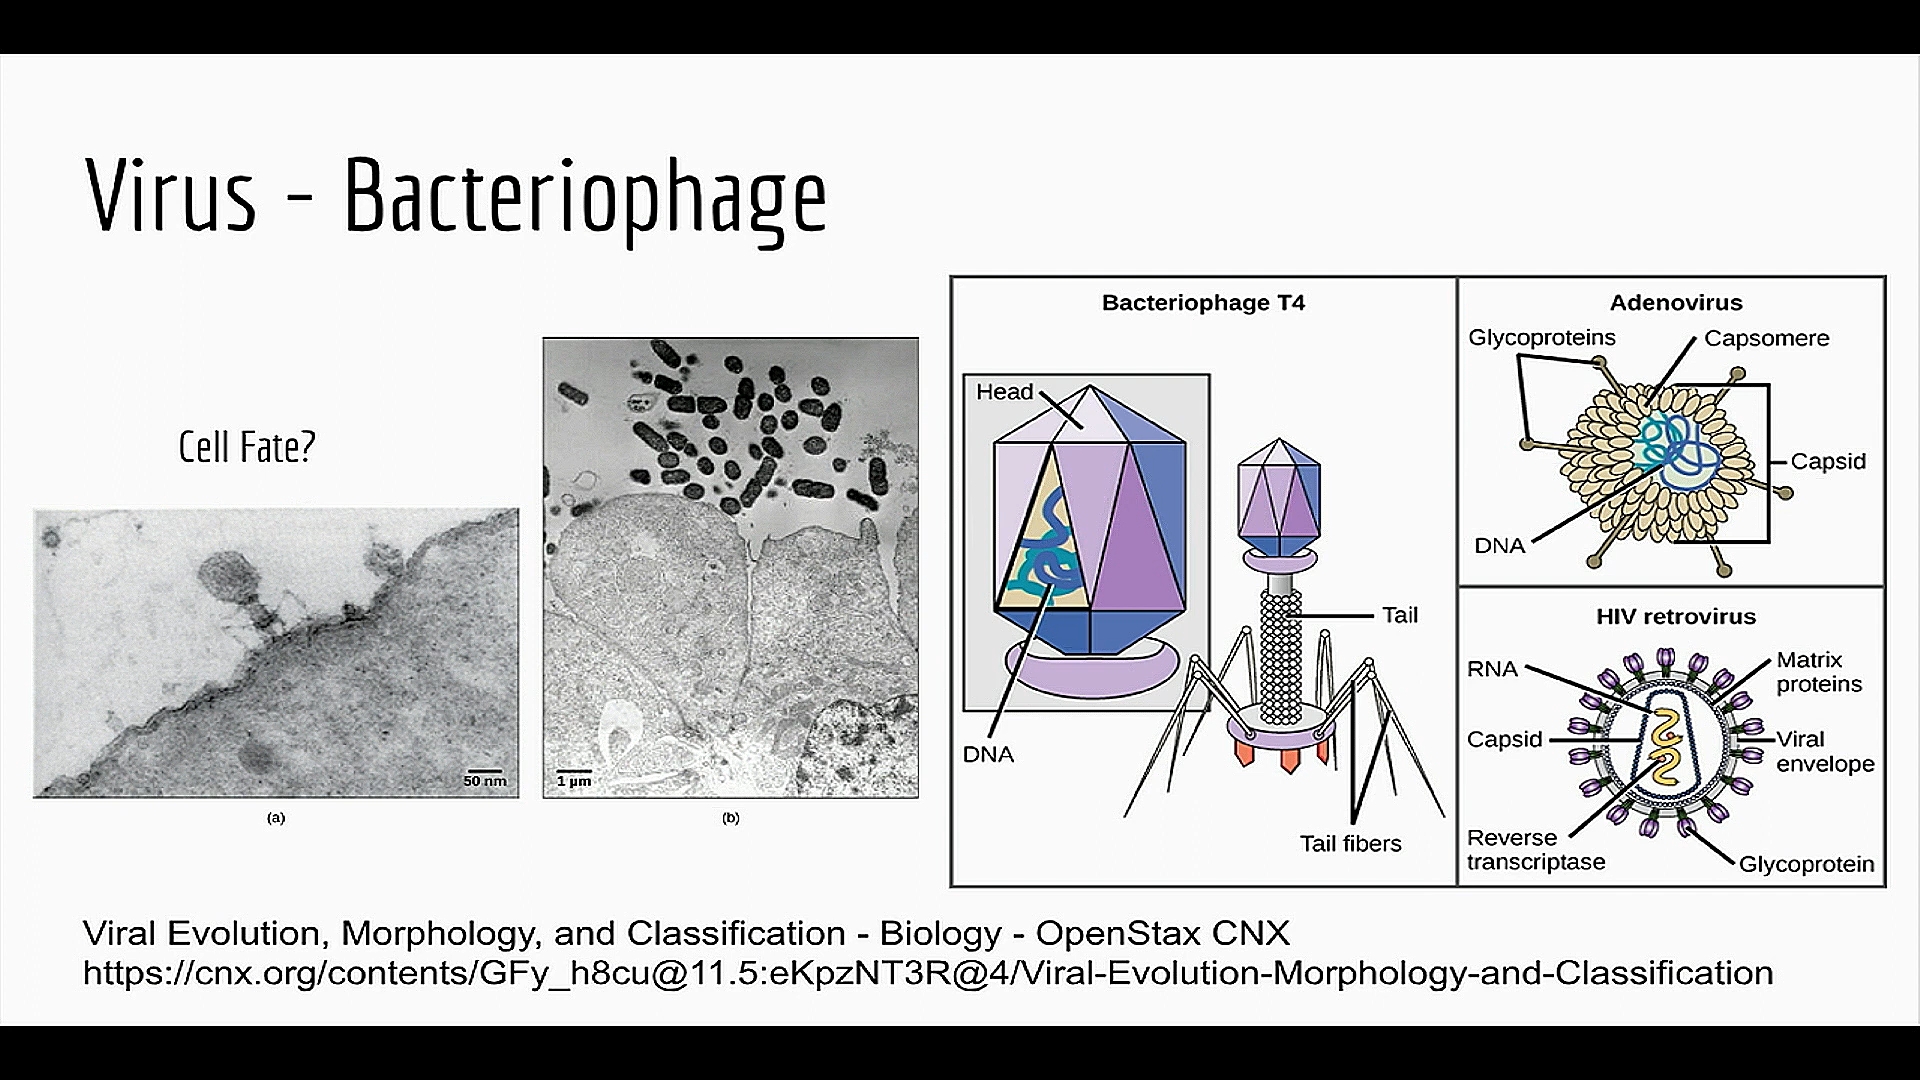 Virus - Bacteriophage
Cell Fate?
50 nm
(a)
1 µm
(b)
Bacteriophage T4
Head
DNA
Tail
Tail fibers
Adenovirus
Glycoproteins
Capsomere
Capsid
DNA
HIV retrovirus
RNA
Matrix
proteins
Capsid
Viral
envelope
Reverse
transcriptase
Glycoprotein
Viral Evolution, Morphology, and Classification - Biology - OpenStax CNX
https://cnx.org/contents/GFy_h8cu@11.5:eKpzNT3R@4/Viral-Evolution-Morphology-and-Classification